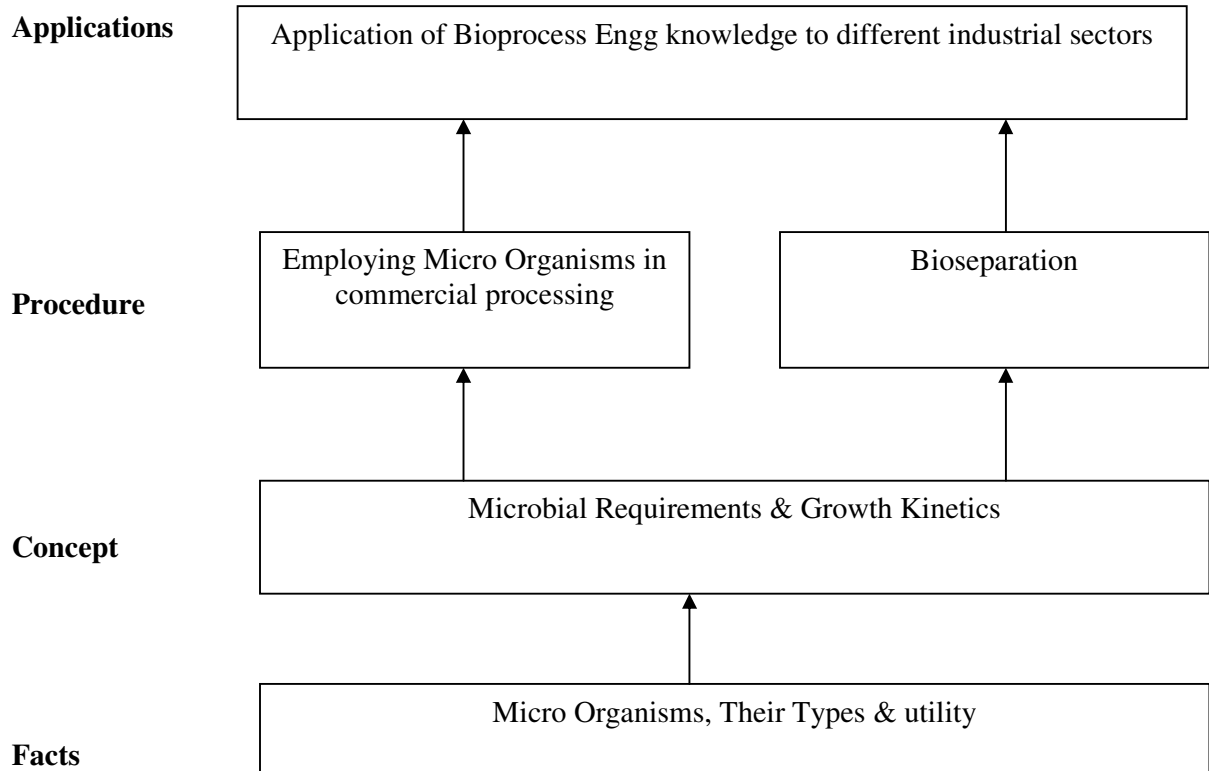 Applications
Application of Bioprocess Engg knowledge to different industrial sectors
Procedure
Employing Micro Organisms in
commercial processing
Bioseparation
Concept
Microbial Requirements & Growth Kinetics
Facts
Micro Organisms, Their Types & utility